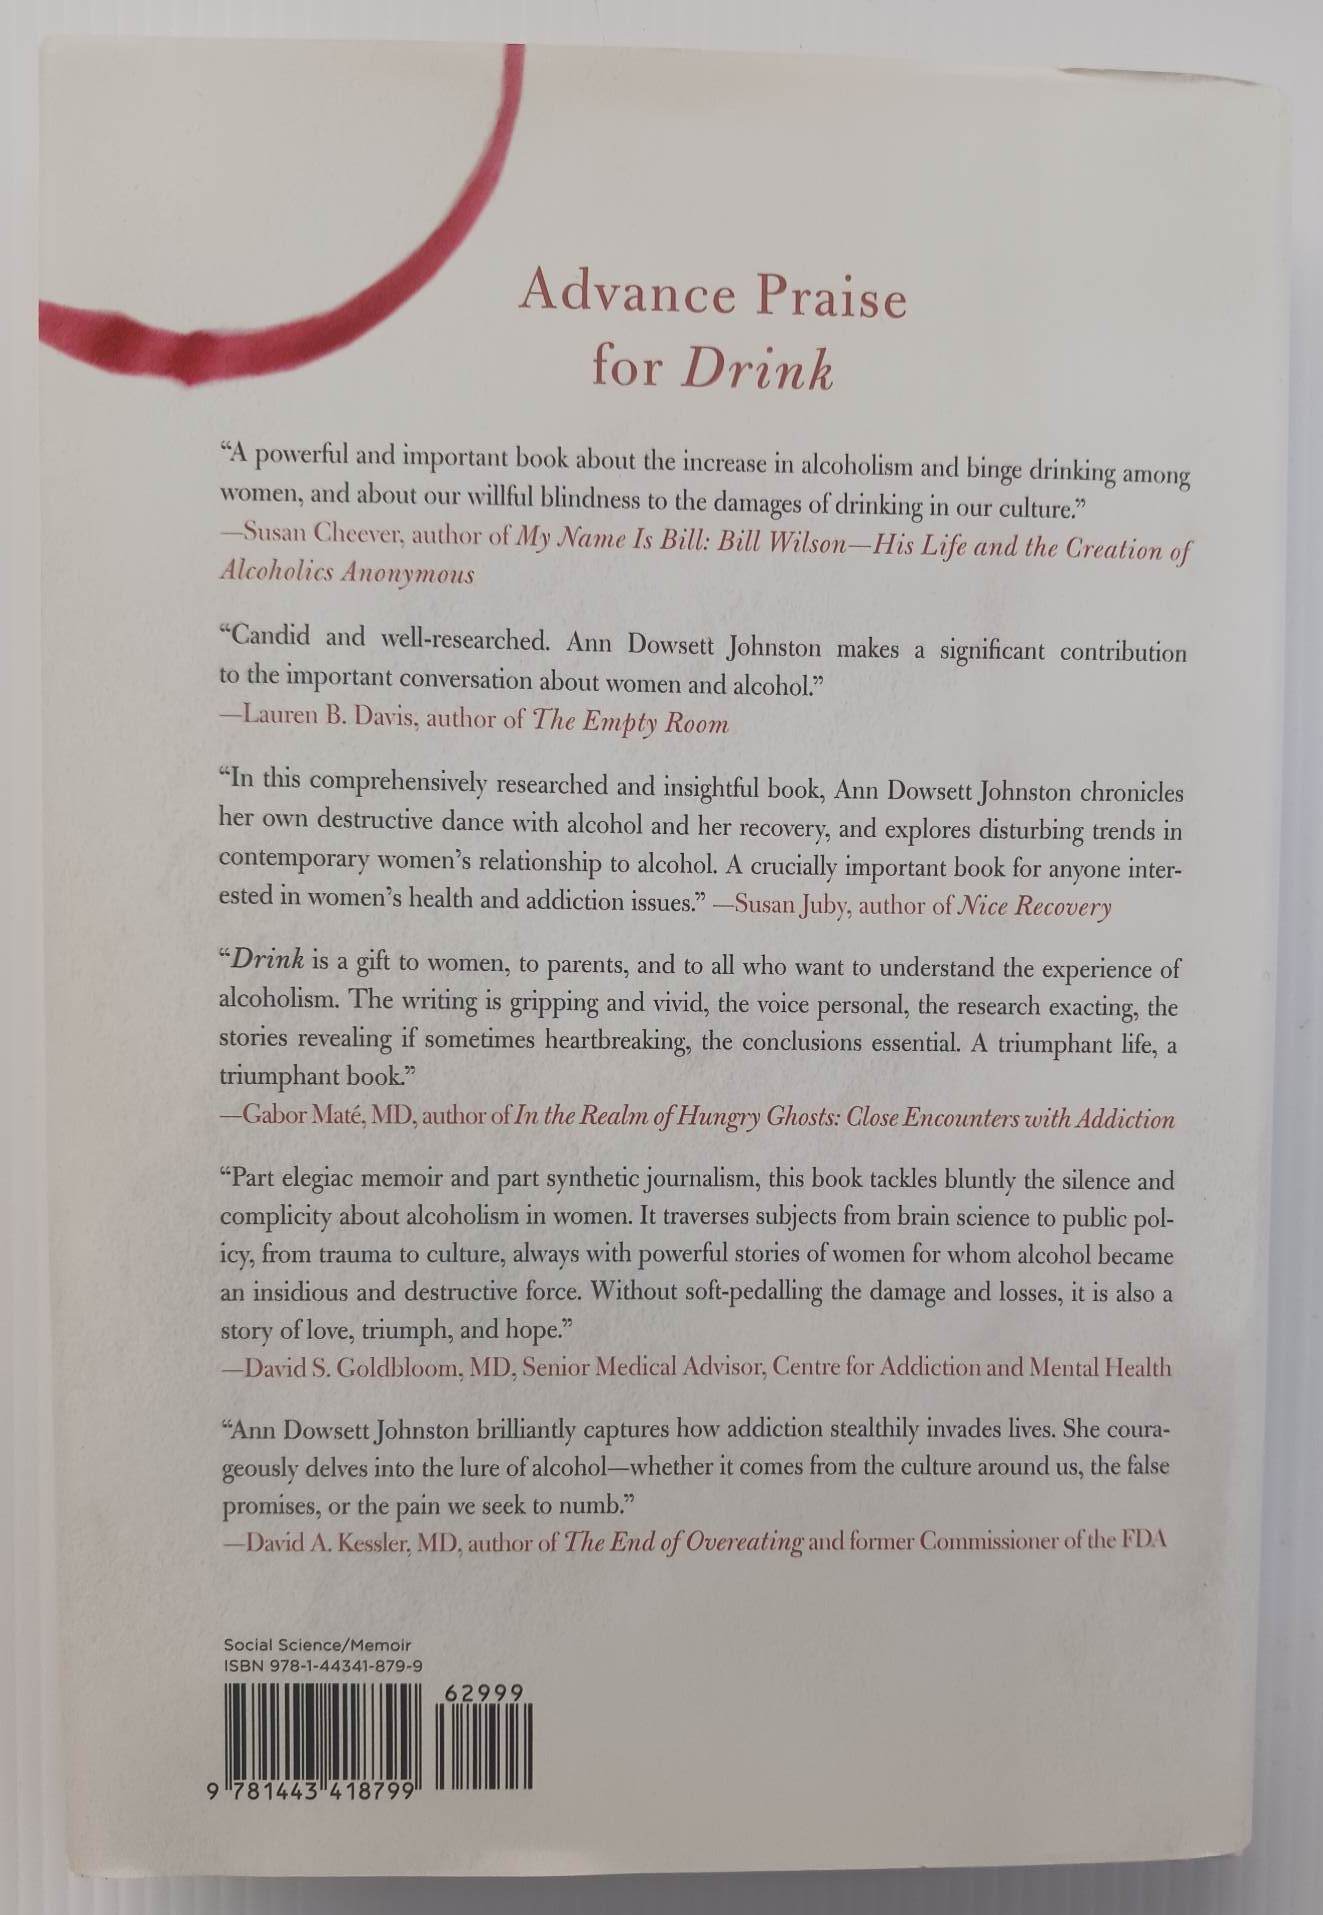 Advance Praise
for Drink
“A powerful and important book about the increase in alcoholism and binge drinking among
women, and about our willful blindness to the damages of drinking in our culture.”
—Susan Cheever, author of My Name Is Bill: Bill Wilson—His Life and the Creation of
Alcoholics Anonymous
“Candid and well-researched. Ann Dowsett Johnston makes a significant contribution
to the important conversation about women and alcohol.”
—Lauren B. Davis, author of The Empty Room
“In this comprehensively researched and insightful book, Ann Dowsett Johnston chronicles
her own destructive dance with alcohol and her recovery, and explores disturbing trends in
contemporary women’s relationship to alcohol. A crucially important book for anyone inter-
ested in women’s health and addiction issues.” —Susan Juby, author of Nice Recovery
“Drink is a gift to women, to parents, and to all who want to understand the experience of
alcoholism. The writing is gripping and vivid, the voice personal, the research exacting, the
stories revealing if sometimes heartbreaking, the conclusions essential. A triumphant life, a
triumphant book.”
—Gabor Maté, MD, author of In the Realm of Hungry Ghosts: Close Encounters with Addiction
“Part elegiac memoir and part synthetic journalism, this book tackles bluntly the silence and
complicity about alcoholism in women. It traverses subjects from brain science to public pol-
icy, from trauma to culture, always with powerful stories of women for whom alcohol became
an insidious and destructive force. Without soft-pedalling the damage and losses, it is also a
story of love, triumph, and hope.”
—David S. Goldbloom, MD, Senior Medical Advisor, Centre for Addiction and Mental Health
“Ann Dowsett Johnston brilliantly captures how addiction stealthily invades lives. She coura-
geously delves into the lure of alcohol—whether it comes from the culture around us, the false
promises, or the pain we seek to numb.”
—David A. Kessler, MD, author of The End of Overeating and former Commissioner of the FDA
Social Science/Memoir
ISBN 978-1-44341-879-9
62999
9 781443 418799